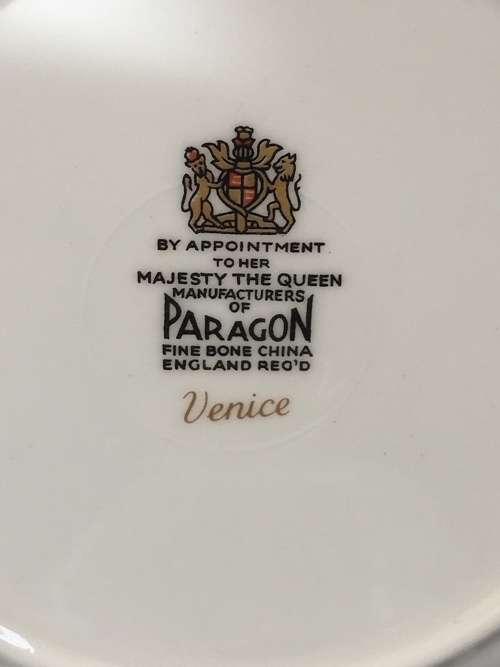 BY APPOINTMENT
TO HER
MAJESTY THE QUEEN
MANUFACTURERS
OF
PARAGON
FINE BONE CHINA
ENGLAND REG'D
Venice